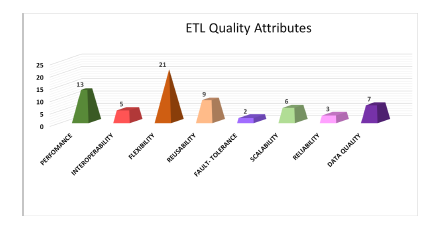 ETL Quality Attributes
25
20
15
10
5
0
13
5
21
9
2
6
3
7
PERFOMANCE
INTEROPERABILITY
FLEXIBILITY
REUSABILITY
FAULT- TOLERANCE
SCALABILITY
RELIABILITY
DATA QUALITY